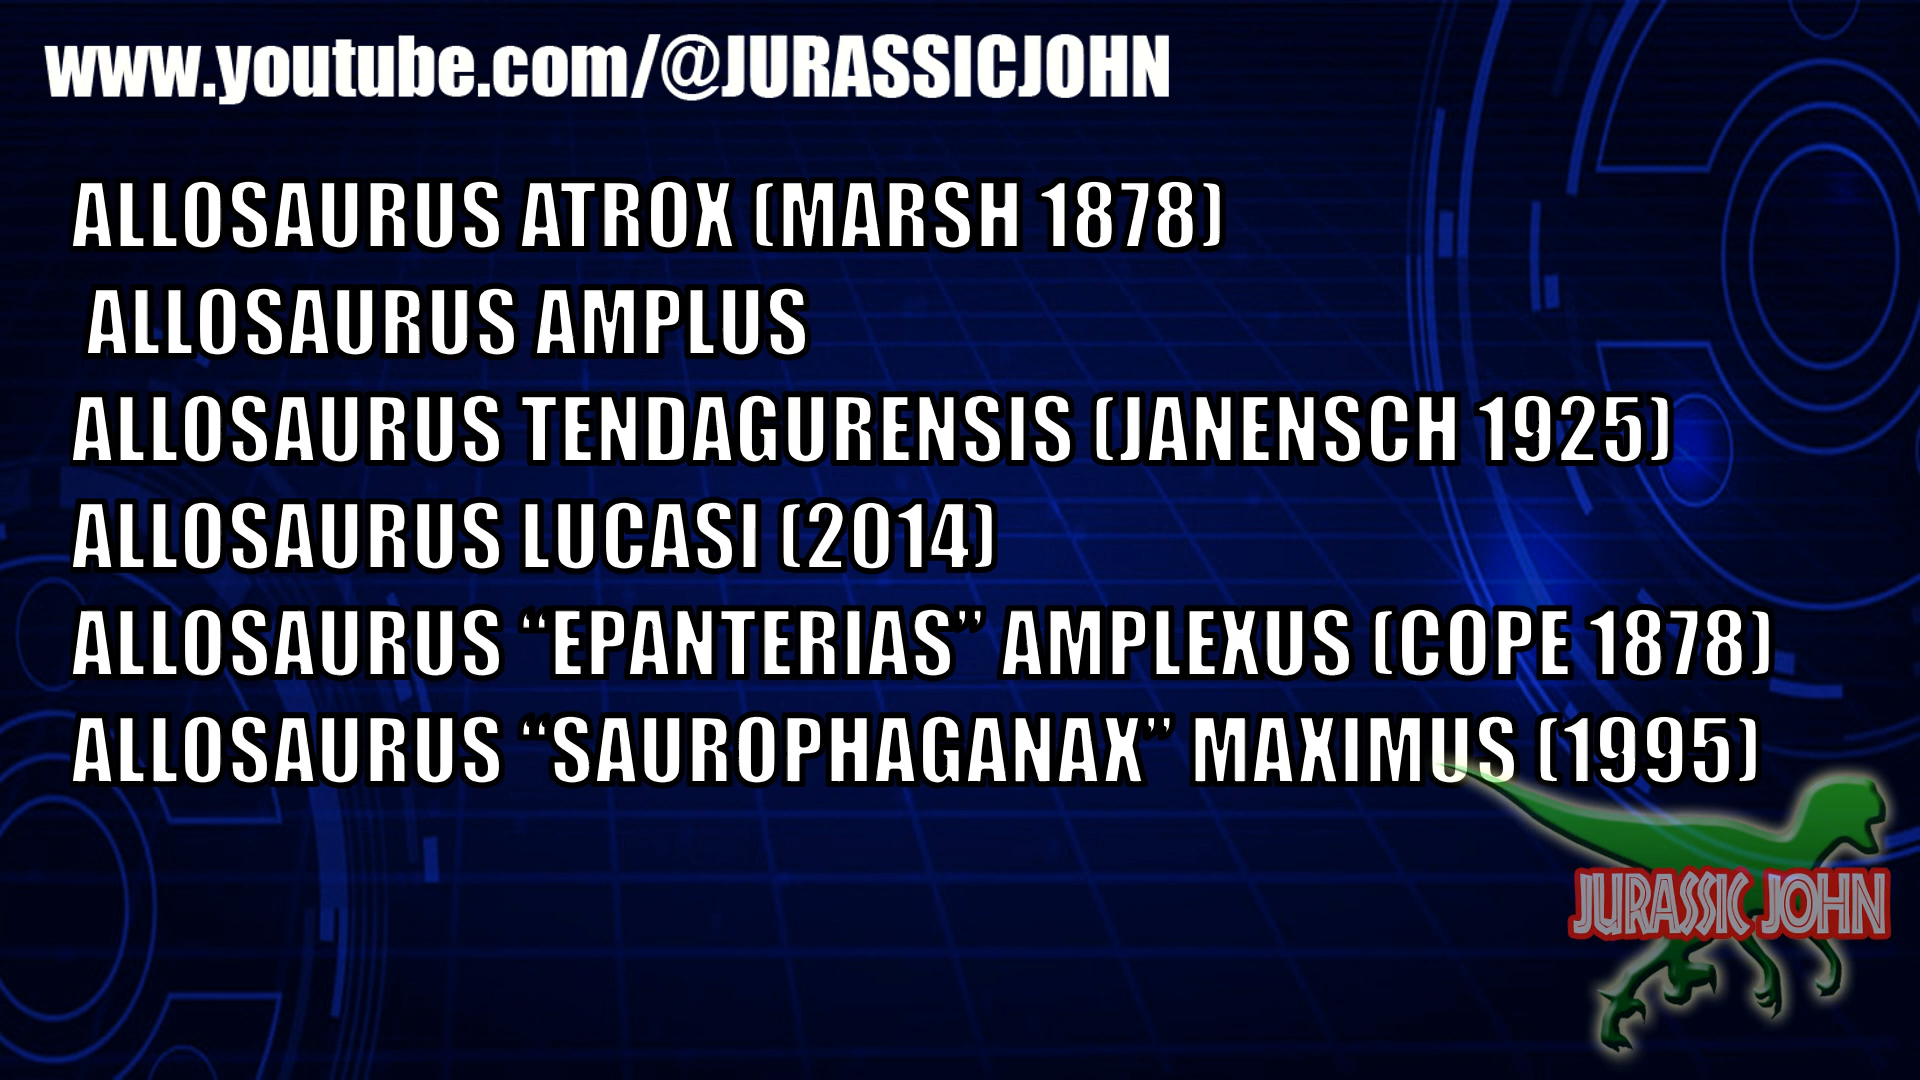 www.youtube.com/@JURASSICJOHN
ALLOSAURUS ATROX (MARSH 1878)
ALLOSAURUS AMPLUS
ALLOSAURUS TENDAGURENSIS (JANENSCH 1925)
ALLOSAURUS LUCASI (2014)
ALLOSAURUS “EPANTERIAS” AMPLEXUS (COPE 1878)
ALLOSAURUS “SAUROPHAGANAX” MAXIMUS (1995)
JURASSIC JOHN